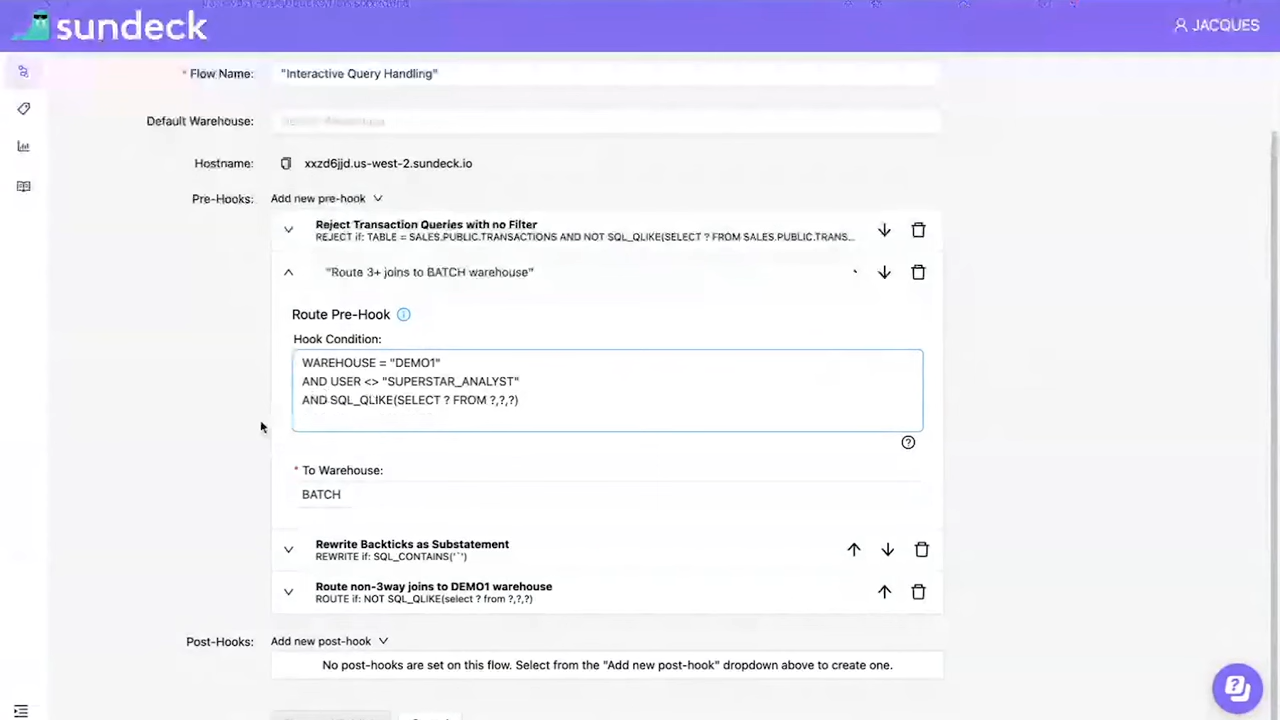 sundeck
JACQUES
* Flow Name: "Interactive Query Handling"
Default Warehouse:
Hostname: xxzd6jjd.us-west-2.sundeck.io
Pre-Hooks: Add new pre-hook
Reject Transaction Queries with no Filter
REJECT if: TABLE = SALES.PUBLIC.TRANSACTIONS AND NOT SQL_QLIKE(SELECT ? FROM SALES.PUBLIC.TRANS...
"Route 3+ joins to BATCH warehouse"
Route Pre-Hook
Hook Condition:
WAREHOUSE = "DEMO1"
AND USER <> "SUPERSTAR_ANALYST"
AND SQL_QLIKE(SELECT ? FROM ?,?,?)
* To Warehouse:
BATCH
Rewrite Backticks as Substatement
REWRITE if: SQL_CONTAINS('`')
Route non-3way joins to DEMO1 warehouse
ROUTE if: NOT SQL_QLIKE(select ? from ?,?,?)
Post-Hooks: Add new post-hook
No post-hooks are set on this flow. Select from the "Add new post-hook" dropdown above to create one.